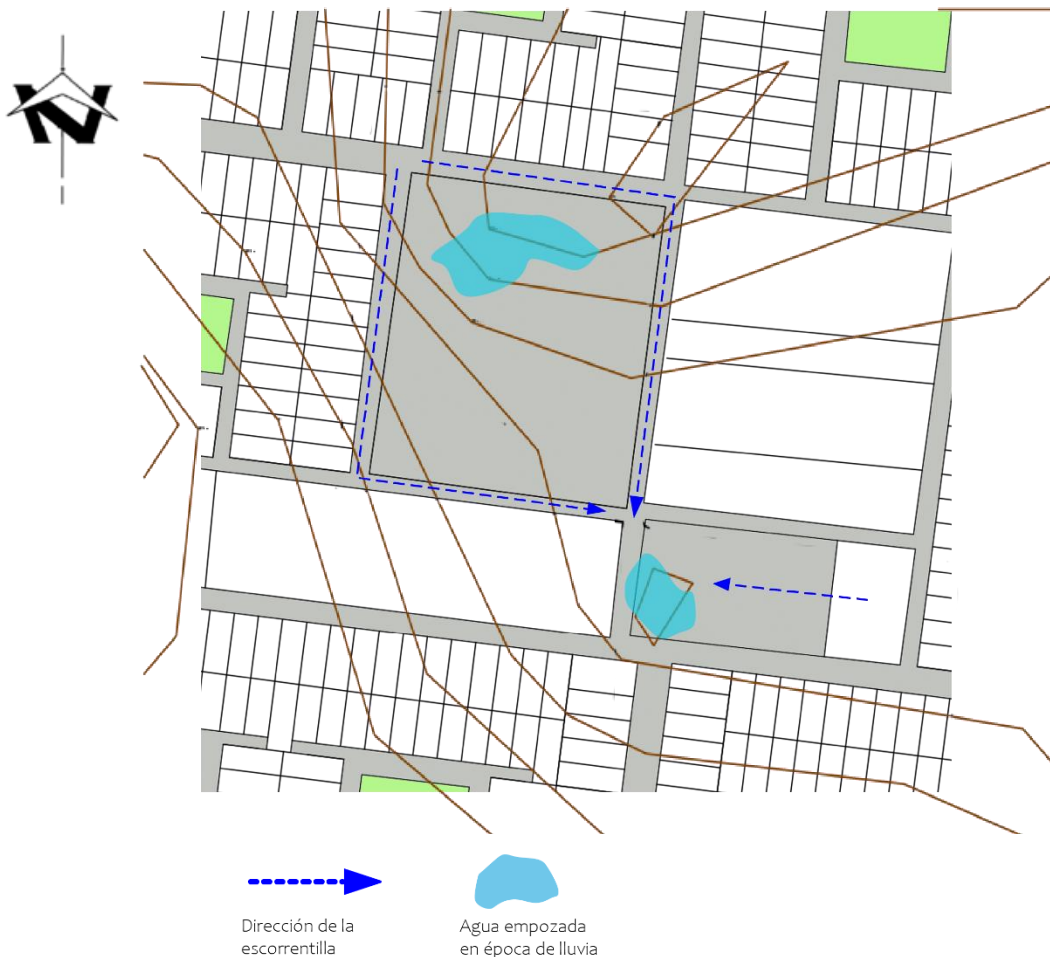 N
Dirección de la
escorrentilla
Agua empozada
en época de lluvia